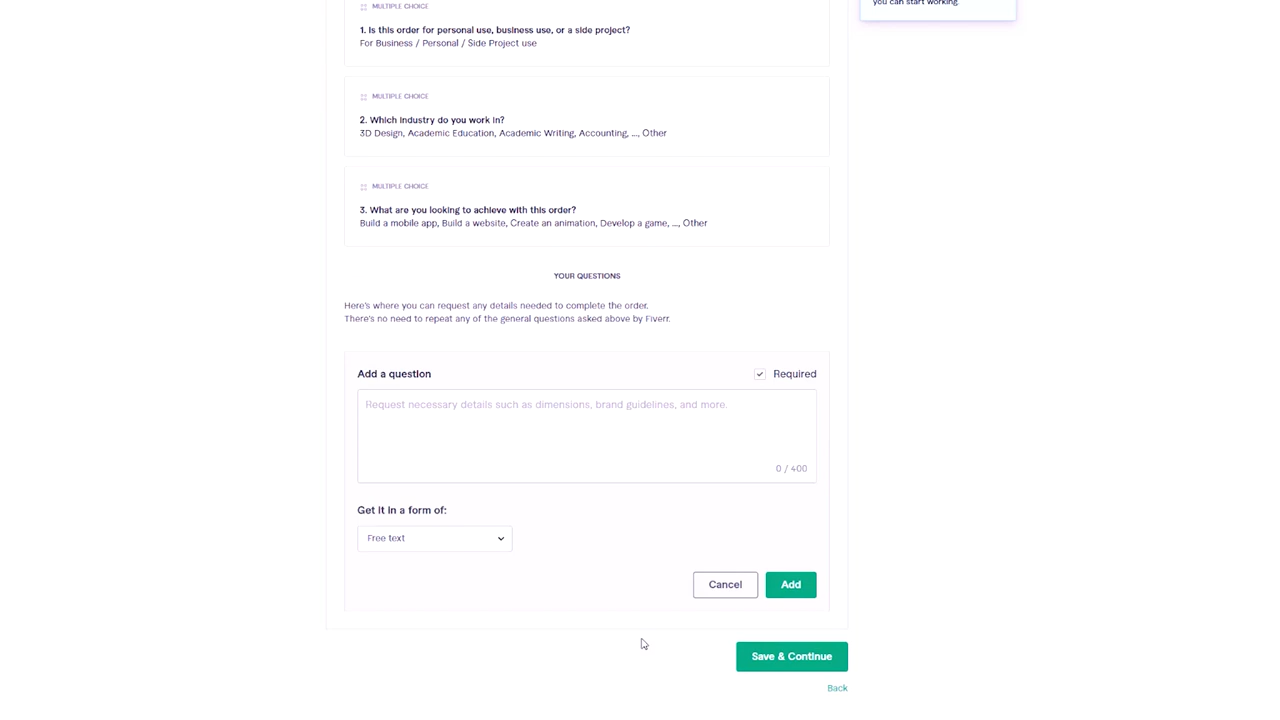 you can start working.
MULTIPLE CHOICE
1. Is this order for personal use, business use, or a side project?
For Business / Personal / Side Project use
MULTIPLE CHOICE
2. Which industry do you work in?
3D Design, Academic Education, Academic Writing, Accounting, ..., Other
MULTIPLE CHOICE
3. What are you looking to achieve with this order?
Build a mobile app, Build a website, Create an animation, Develop a game, ..., Other
YOUR QUESTIONS
Here's where you can request any details needed to complete the order.
There's no need to repeat any of the general questions asked above by Fiverr.
Add a question
Required
Request necessary details such as dimensions, brand guidelines, and more.
0 / 400
Get it in a form of:
Free text
Cancel
Add
Save & Continue
Back